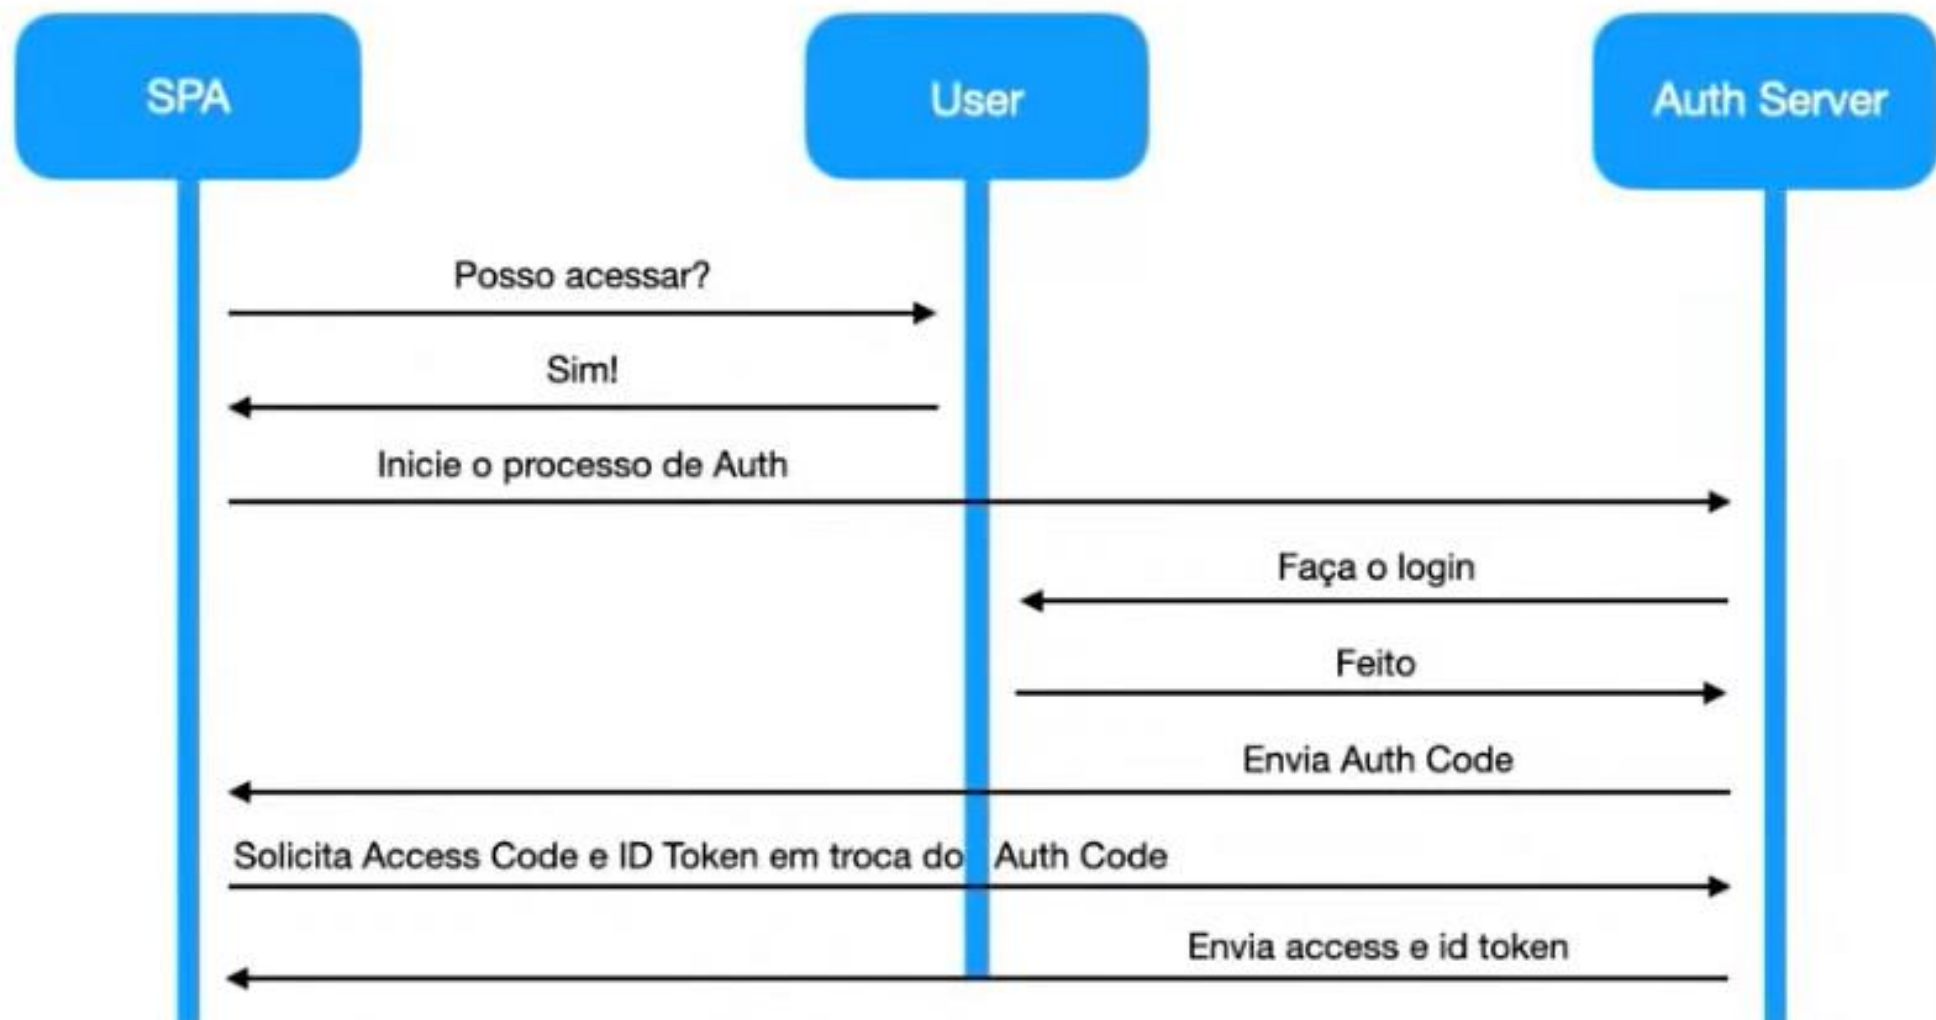 SPA
User
Auth Server
Posso acessar?
Sim!
Inicie o processo de Auth
Faça o login
Feito
Envia Auth Code
Solicita Access Code e ID Token em troca do Auth Code
Envia access e id token